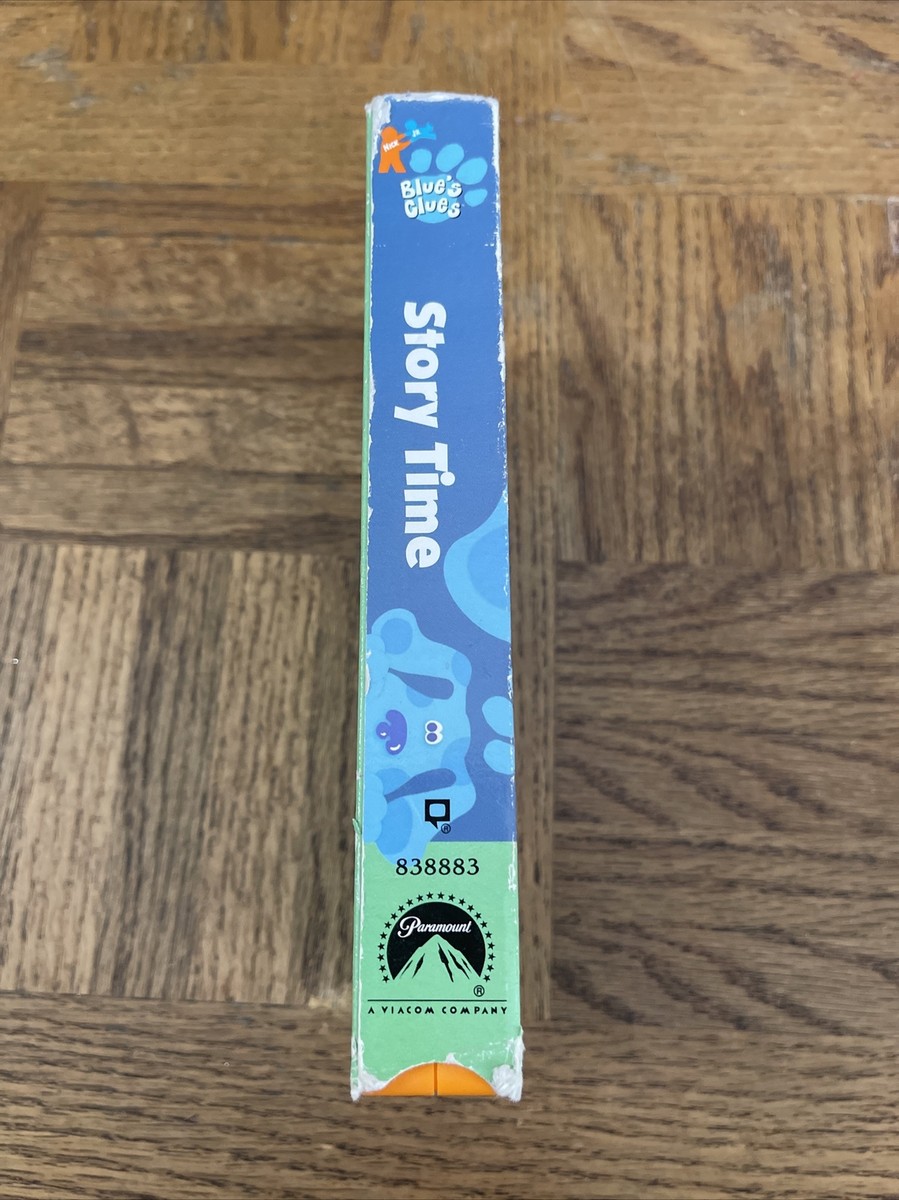 NICK JR.
Blue's
Clues
Story Time
®
838883
Paramount
®
A VIACOM COMPANY